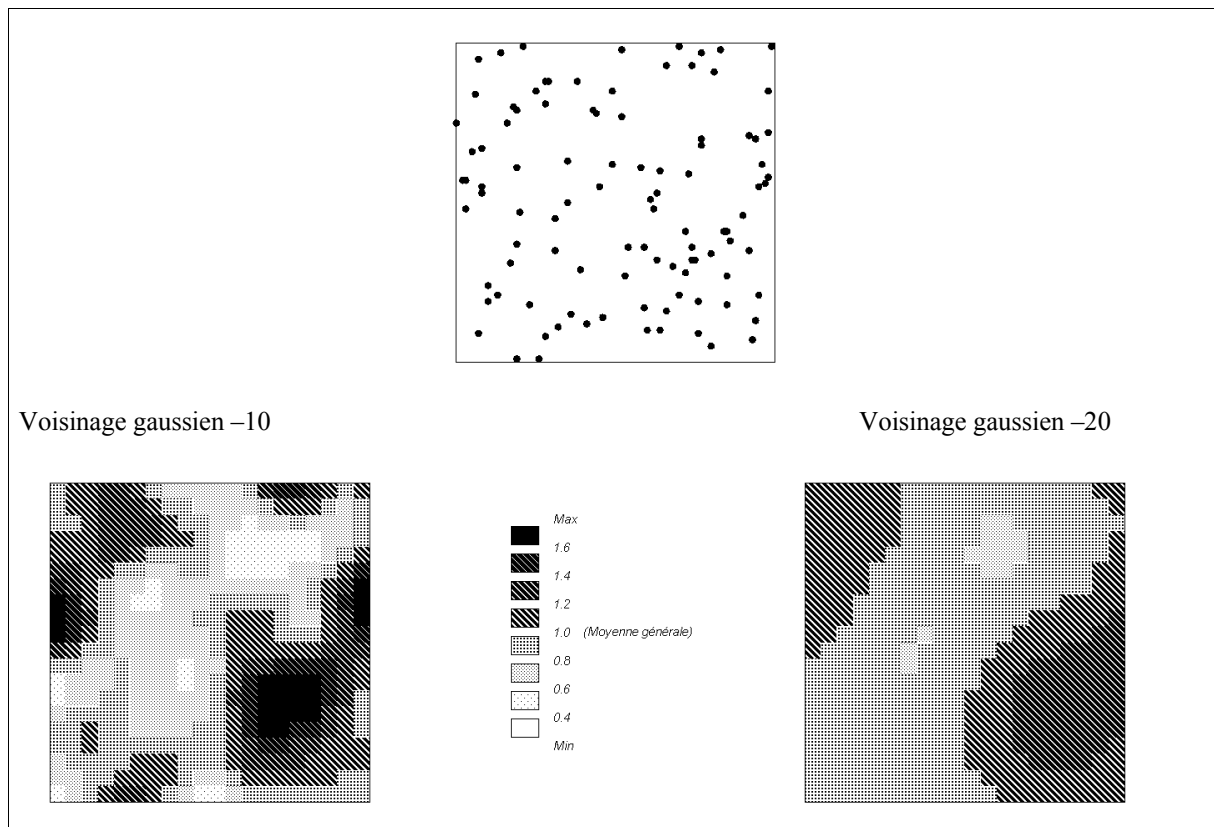 Voisinage gaussien –10
Voisinage gaussien –20
Max
1.6
1.4
1.2
1.0 (Moyenne générale)
0.8
0.6
0.4
Min